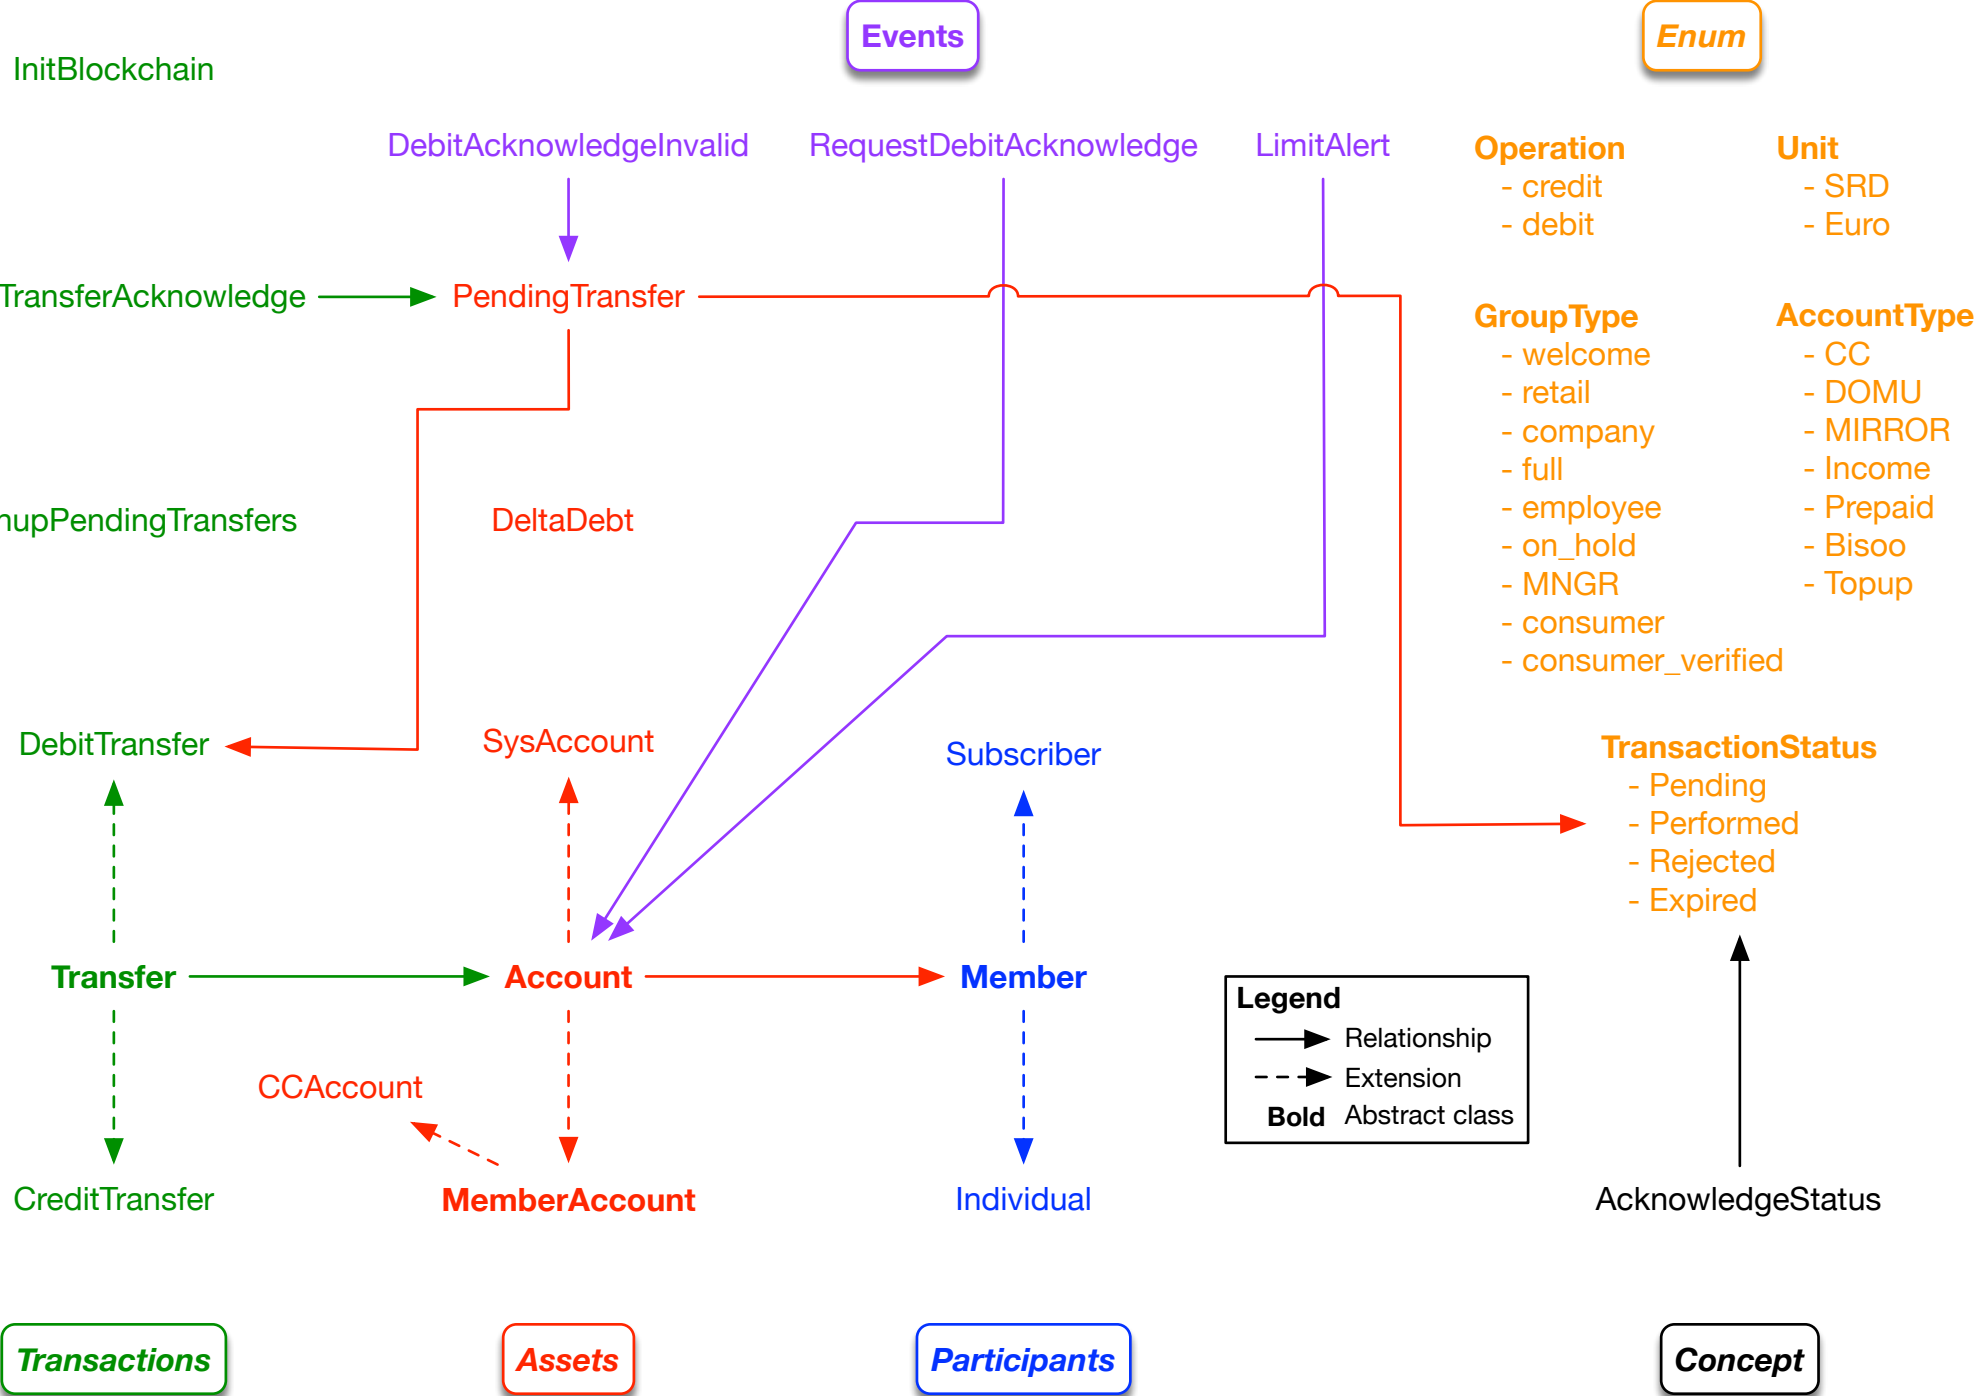 Events
Enum
InitBlockchain
DebitAcknowledgeInvalid
RequestDebitAcknowledge
LimitAlert
Operation
- credit
- debit
Unit
- SRD
- Euro
TransferAcknowledge
PendingTransfer
GroupType
- welcome
- retail
- company
- full
- employee
- on_hold
- MNGR
- consumer
- consumer_verified
AccountType
- CC
- DOMU
- MIRROR
- Income
- Prepaid
- Bisoo
- Topup
nupPendingTransfers
DeltaDebt
DebitTransfer
SysAccount
Subscriber
TransactionStatus
- Pending
- Performed
- Rejected
- Expired
Transfer
Account
Member
Legend
Relationship
Extension
Bold Abstract class
CCAccount
CreditTransfer
MemberAccount
Individual
AcknowledgeStatus
Transactions
Assets
Participants
Concept